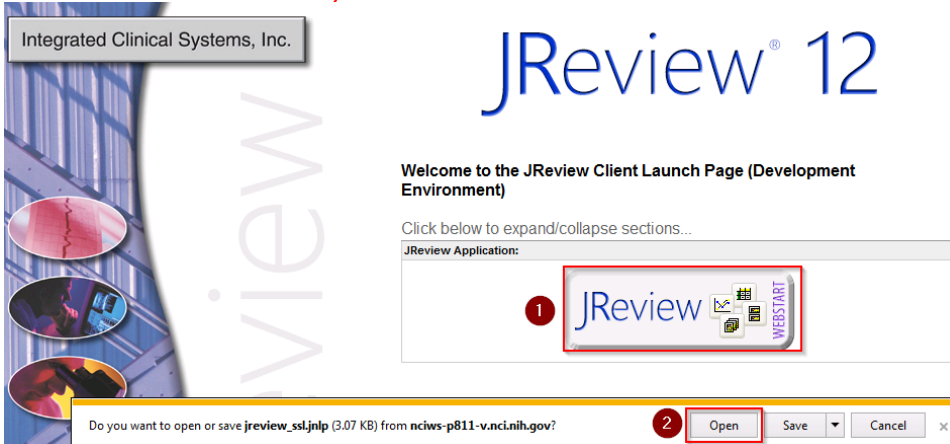 Integrated Clinical Systems, Inc.
JReview® 12
view
Welcome to the JReview Client Launch Page (Development
Environment)
Click below to expand/collapse sections...
JReview Application:
1
JReview
WEBSTART
Do you want to open or save jreview_ssl.jnlp (3.07 KB) from nciws-p811-v.nci.nih.gov?
2
Open
Save
Cancel